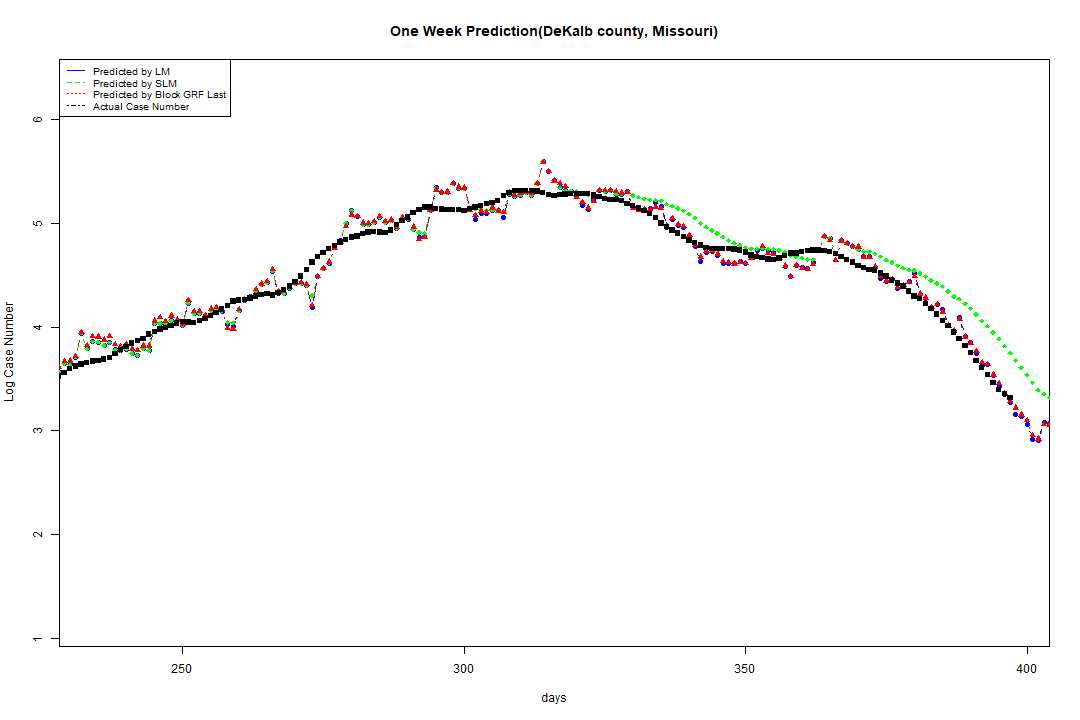 One Week Prediction(DeKalb county, Missouri)
Predicted by LM
Predicted by SLM
Predicted by Block GRF Last
Actual Case Number
6
5
4
3
2
1
Log Case Number
250 300 350 400
days